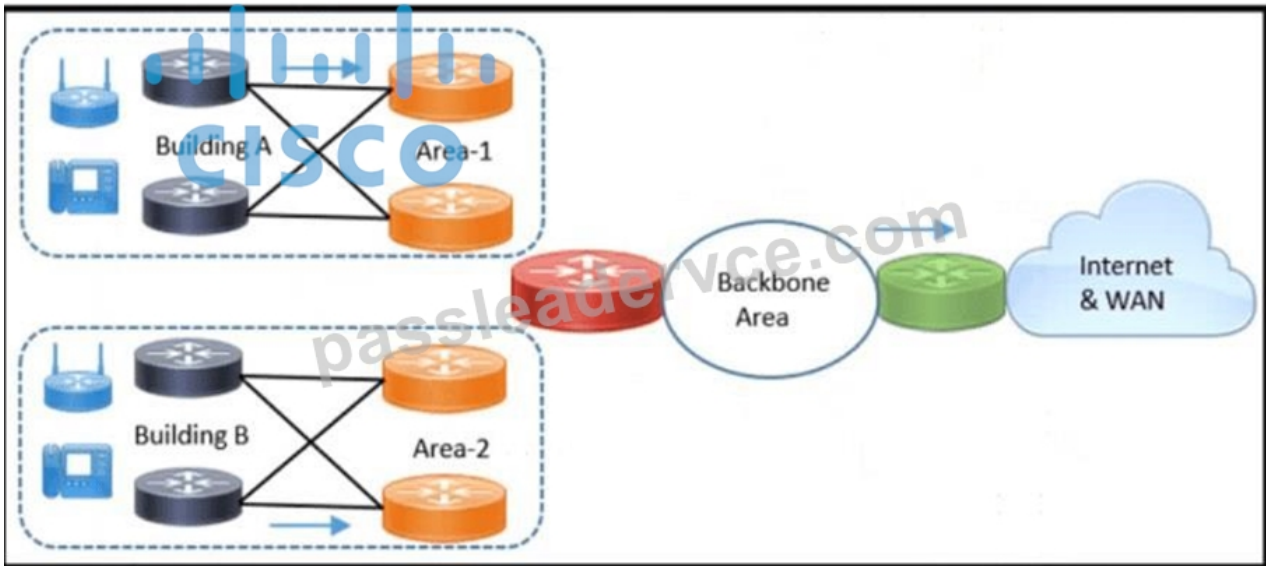 CISCO
Building A
Area-1
Backbone
Area
Internet
& WAN
passleadervce.com
Building B
Area-2